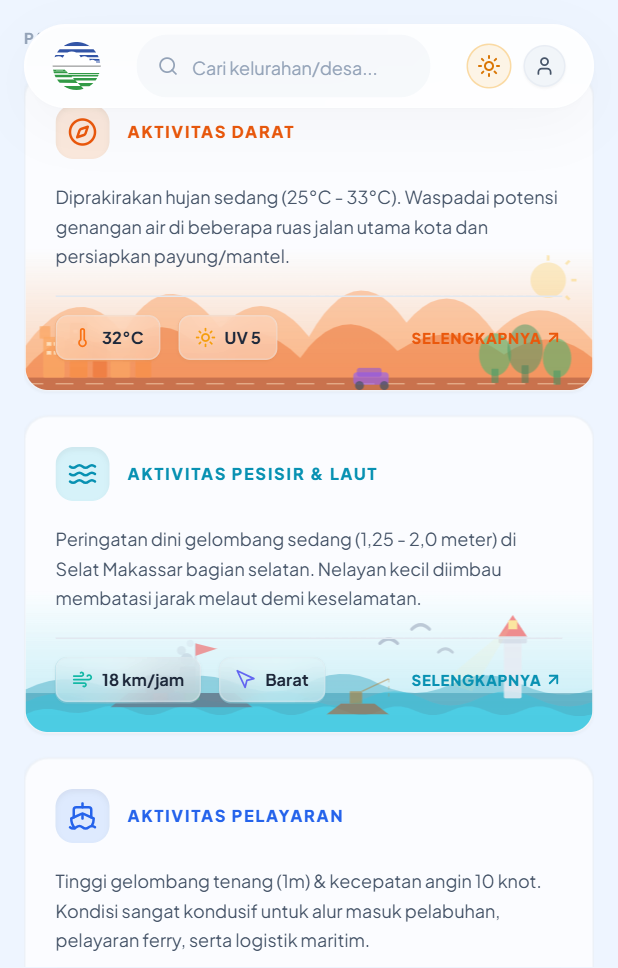 Cari kelurahan/desa...
AKTIVITAS DARAT
Diprakirakan hujan sedang (25°C - 33°C). Waspadai potensi
genangan air di beberapa ruas jalan utama kota dan
persiapkan payung/mantel.
32°C
UV 5
SELENGKAPNYA
AKTIVITAS PESISIR & LAUT
Peringatan dini gelombang sedang (1,25 - 2,0 meter) di
Selat Makassar bagian selatan. Nelayan kecil diimbau
membatasi jarak melaut demi keselamatan.
18 km/jam
Barat
SELENGKAPNYA
AKTIVITAS PELAYARAN
Tinggi gelombang tenang (1m) & kecepatan angin 10 knot.
Kondisi sangat kondusif untuk alur masuk pelabuhan,
pelayaran ferry, serta logistik maritim.